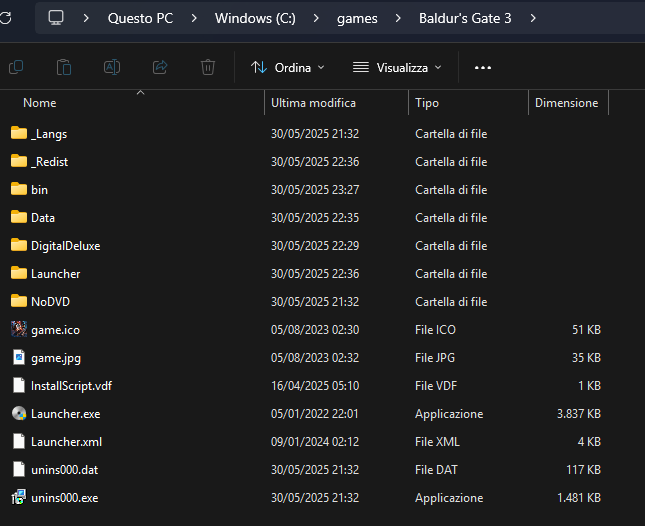 Questo PC > Windows (C:) > games > Baldur's Gate 3 >
Ordina Visualizza
Nome Ultima modifica Tipo Dimensione
_Langs 30/05/2025 21:32 Cartella di file
_Redist 30/05/2025 22:36 Cartella di file
bin 30/05/2025 23:27 Cartella di file
Data 30/05/2025 22:35 Cartella di file
DigitalDeluxe 30/05/2025 22:29 Cartella di file
Launcher 30/05/2025 22:36 Cartella di file
NoDVD 30/05/2025 21:32 Cartella di file
game.ico 05/08/2023 02:30 File ICO 51 KB
game.jpg 05/08/2023 02:32 File JPG 35 KB
InstallScript.vdf 16/04/2025 05:10 File VDF 1 KB
Launcher.exe 05/01/2022 22:01 Applicazione 3.837 KB
Launcher.xml 09/01/2024 02:12 File XML 4 KB
unins000.dat 30/05/2025 21:32 File DAT 117 KB
unins000.exe 30/05/2025 21:32 Applicazione 1.481 KB